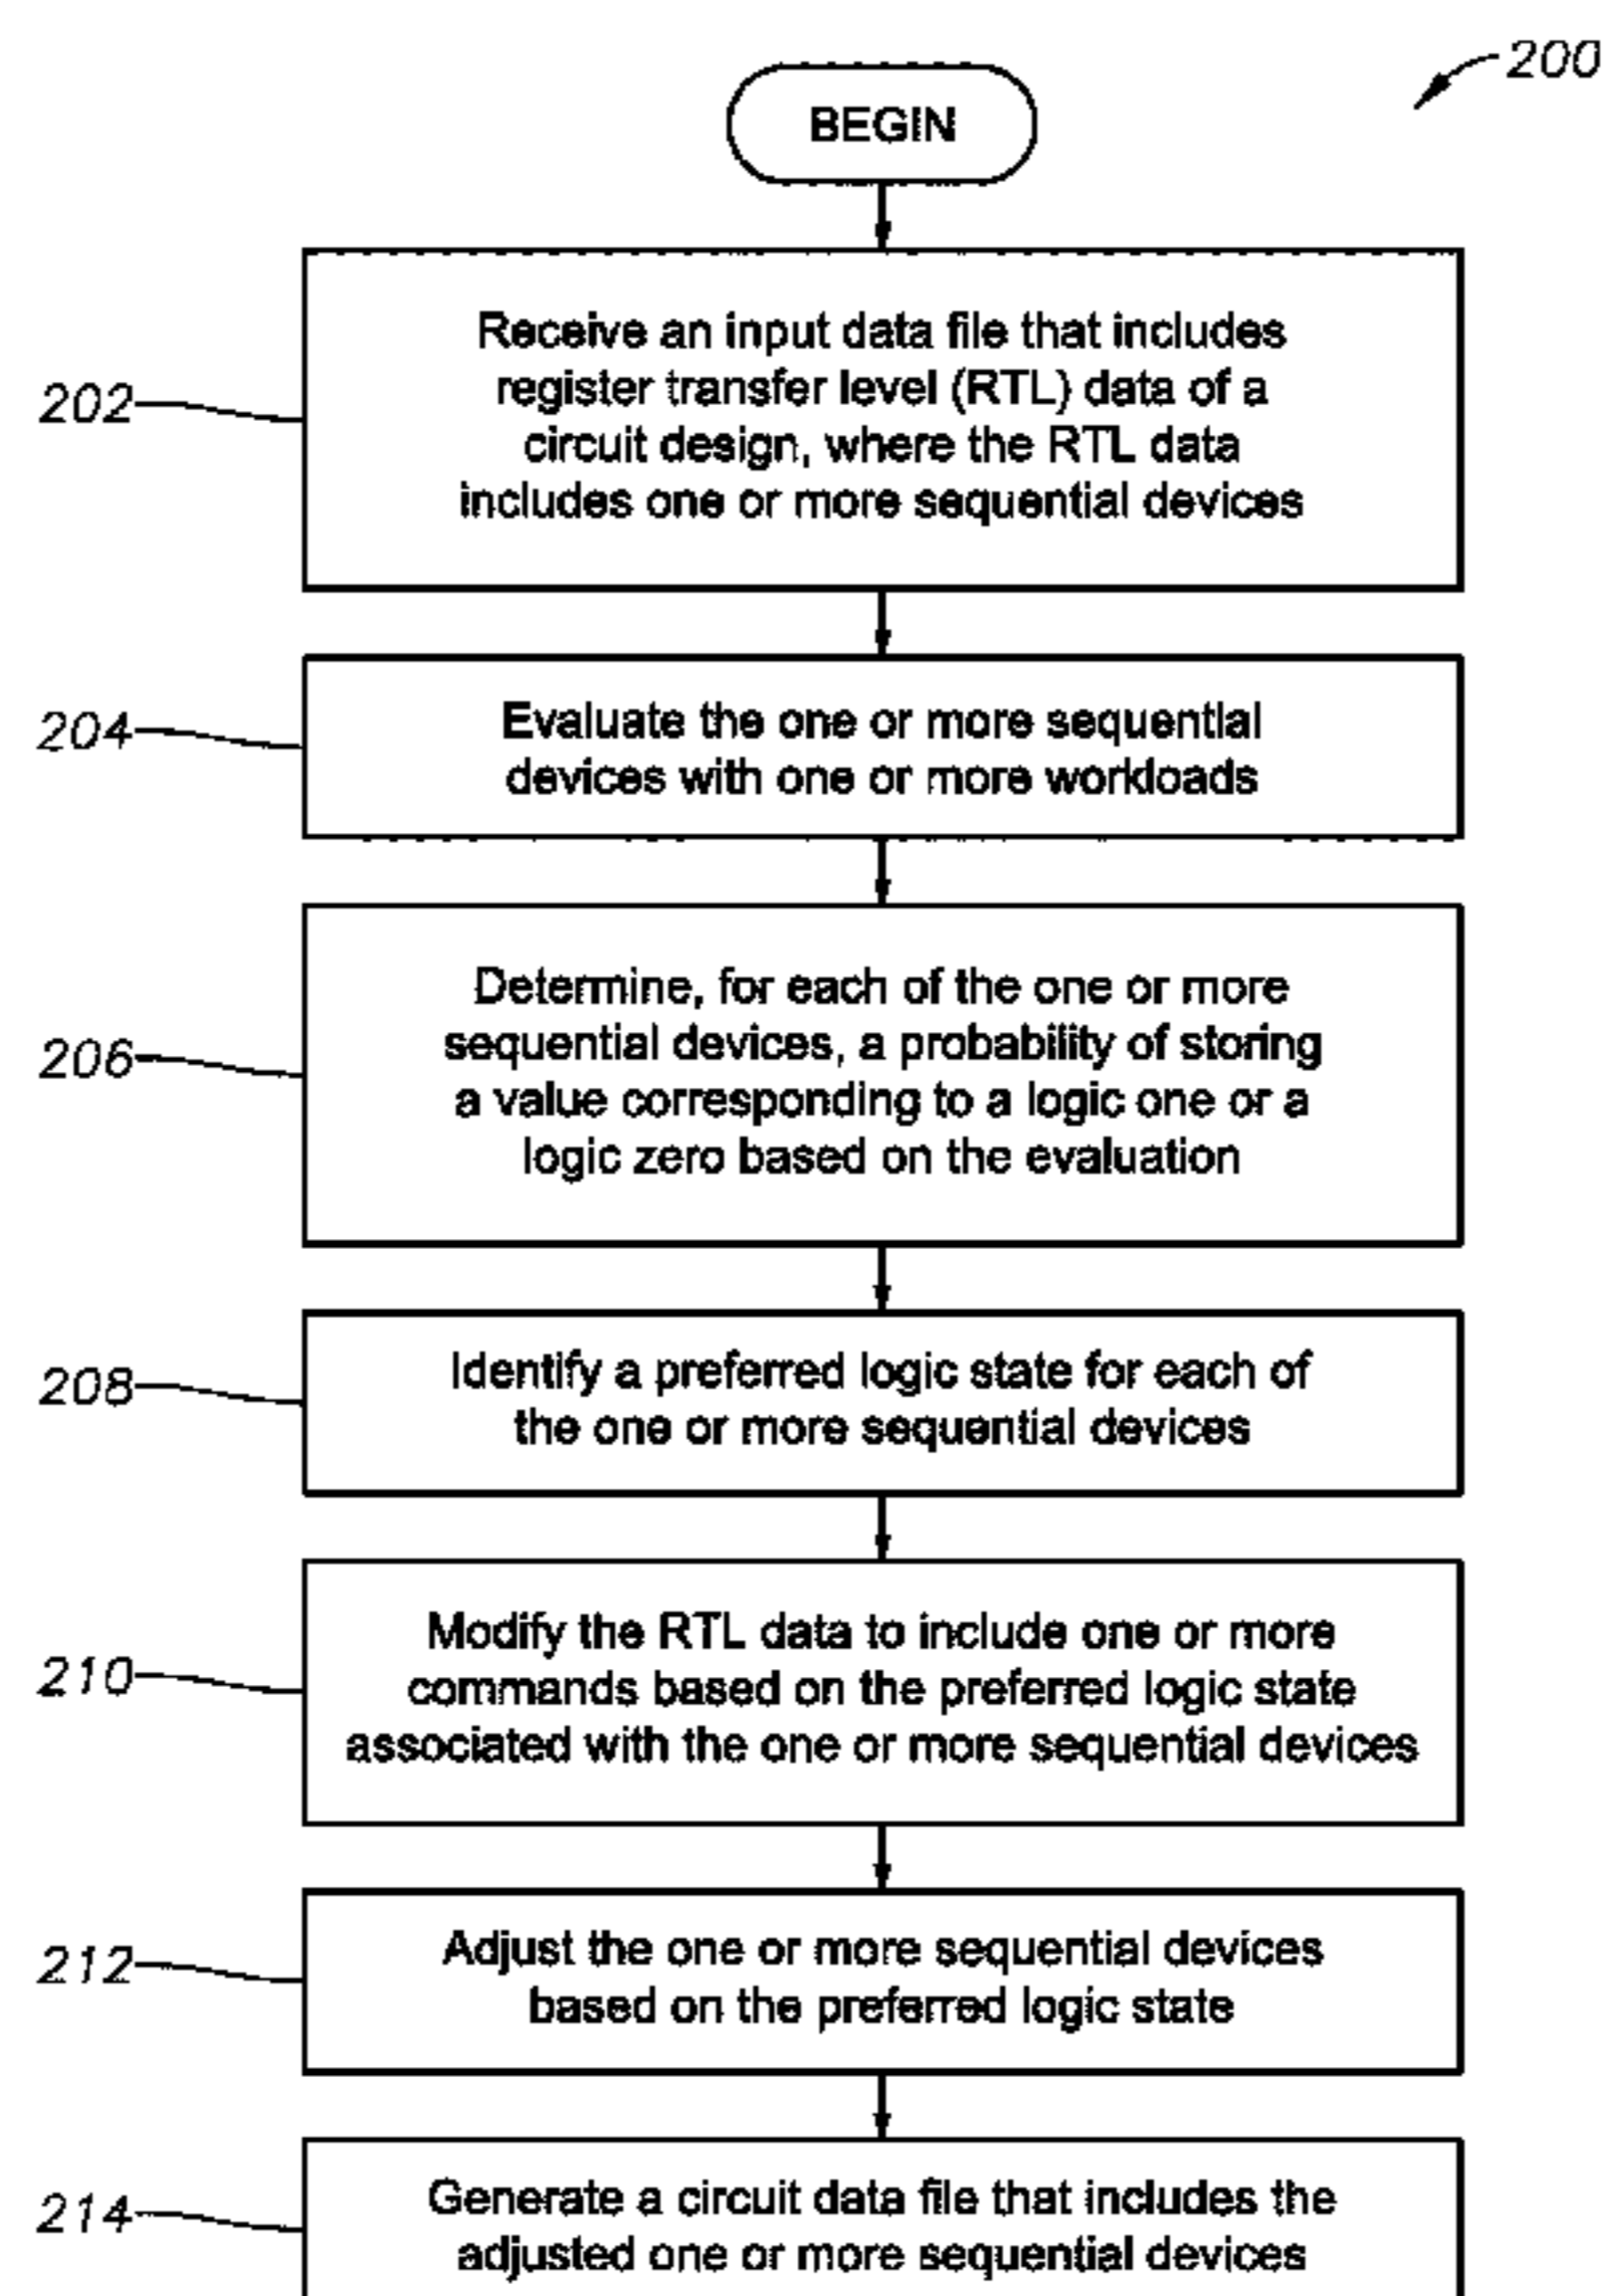 200
BEGIN
202
Receive an input data file that includes
register transfer level (RTL) data of a
circuit design, where the RTL data
includes one or more sequential devices
204
Evaluate the one or more sequential
devices with one or more workloads
206
Determine, for each of the one or more
sequential devices, a probability of storing
a value corresponding to a logic one or a
logic zero based on the evaluation
208
Identify a preferred logic state for each of
the one or more sequential devices
210
Modify the RTL data to include one or more
commands based on the preferred logic state
associated with the one or more sequential devices
212
Adjust the one or more sequential devices
based on the preferred logic state
214
Generate a circuit data file that includes the
adjusted one or more sequential devices